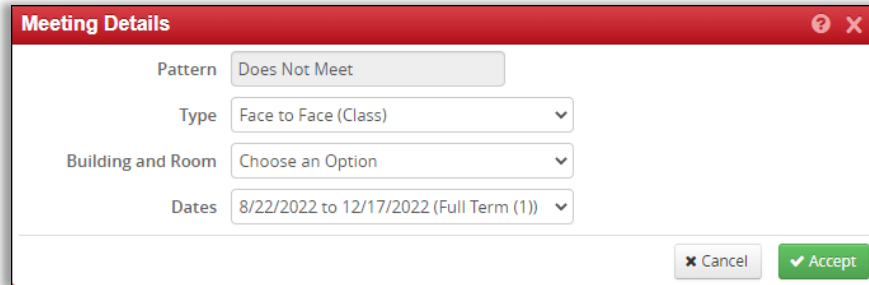 Meeting Details
Pattern Does Not Meet
Type Face to Face (Class)
Building and Room Choose an Option
Dates 8/22/2022 to 12/17/2022 (Full Term (1))
Cancel Accept